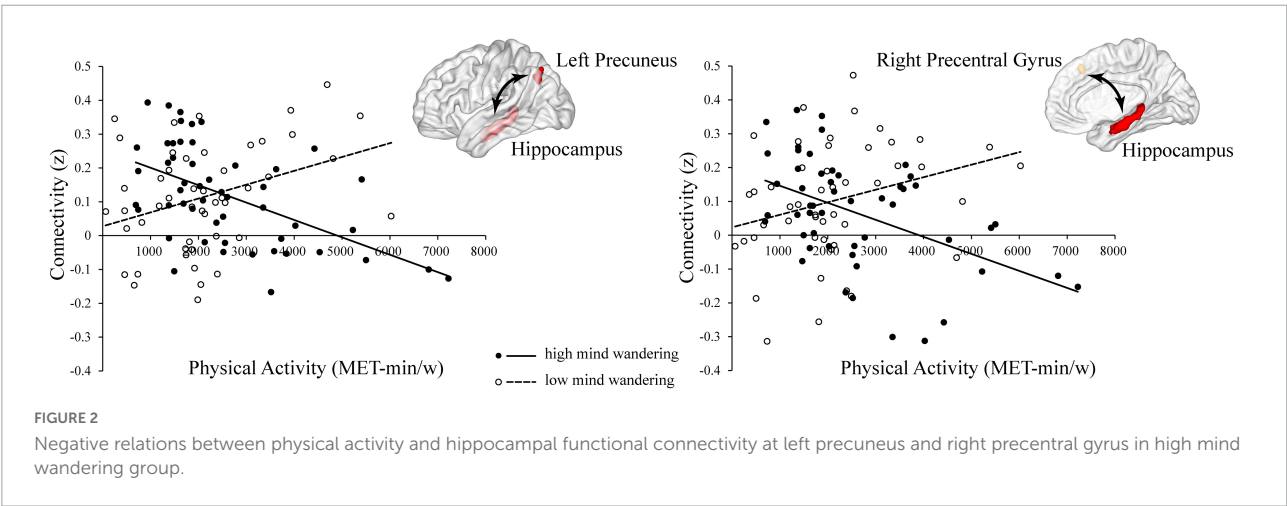 0.5
0.4
0.3
0.2
0.1
0
-0.1
-0.2
-0.3
-0.4
Connectivity (z)
1000 2000 3000 4000 5000 6000 7000 8000
Physical Activity (MET-min/w)
Left Precuneus
Hippocampus
high mind wandering
low mind wandering
0.5
0.4
0.3
0.2
0.1
0
-0.1
-0.2
-0.3
-0.4
Connectivity (z)
1000 2000 3000 4000 5000 6000 7000 8000
Physical Activity (MET-min/w)
Right Precentral Gyrus
Hippocampus
FIGURE 2
Negative relations between physical activity and hippocampal functional connectivity at left precuneus and right precentral gyrus in high mind
wandering group.